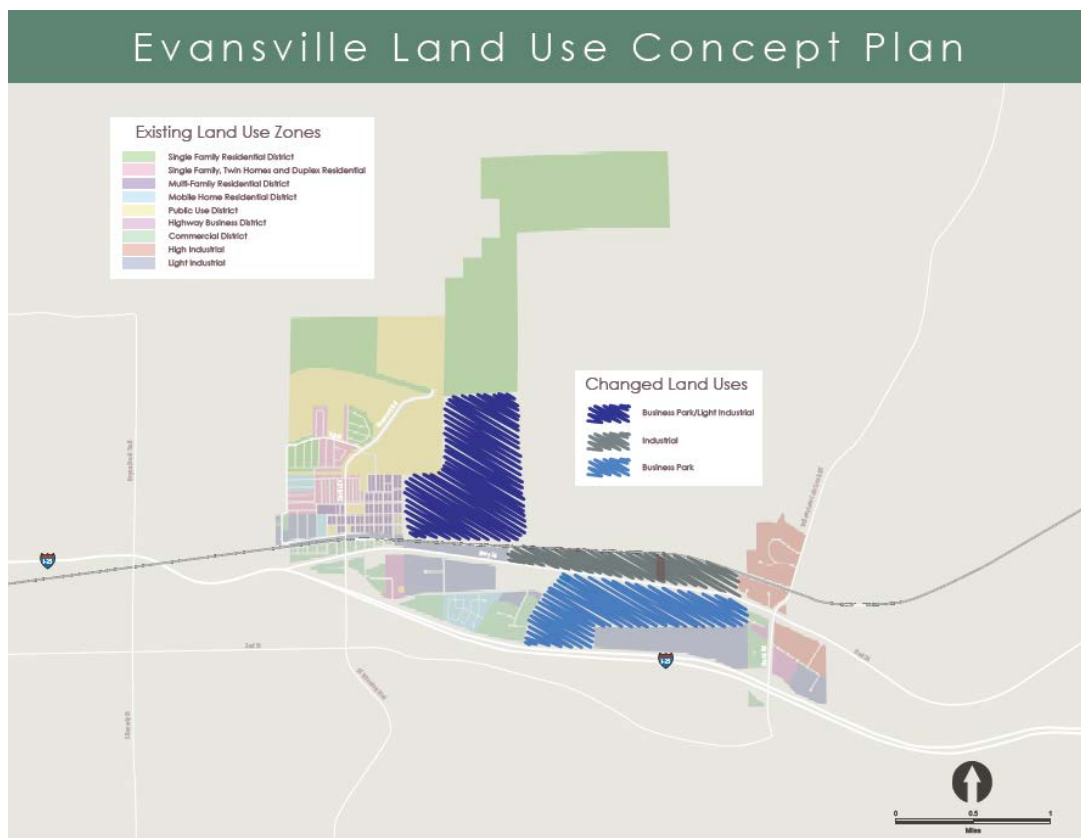 Evansville Land Use Concept Plan
Existing Land Use Zones
Single Family Residential District
Single Family, Twin Homes and Duplex Residential
Multi-Family Residential District
Mobile Home Residential District
Public Use District
Highway Business District
Commercial District
High Industrial
Light Industrial
Changed Land Uses
Business Park/Light Industrial
Industrial
Business Park
I-25
I-25
0
0.5
1
Miles